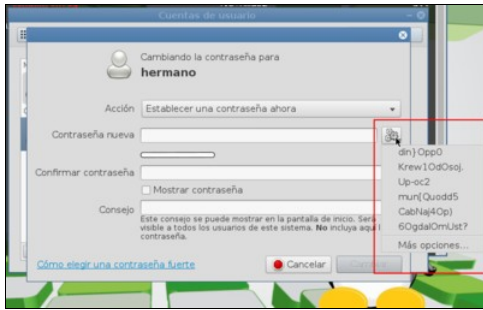 Cuentas de usuario
Cambiando la contraseña para
hermano
Acción
Establecer una contraseña ahora
Contraseña nueva
Confirmar contraseña
Mostrar contraseña
Consejo
Este consejo se puede mostrar en la pantalla de inicio. Será
visible a todos los usuarios de este sistema. No incluya aquí l
contraseña.
Cómo elegir una contraseña fuerte
Cancelar
din}Opp0
Krew1OdOsoj.
Up-oc2
mun[Quodd5
CabNaj4Op)
6OgdalOmUst?
Más opciones...